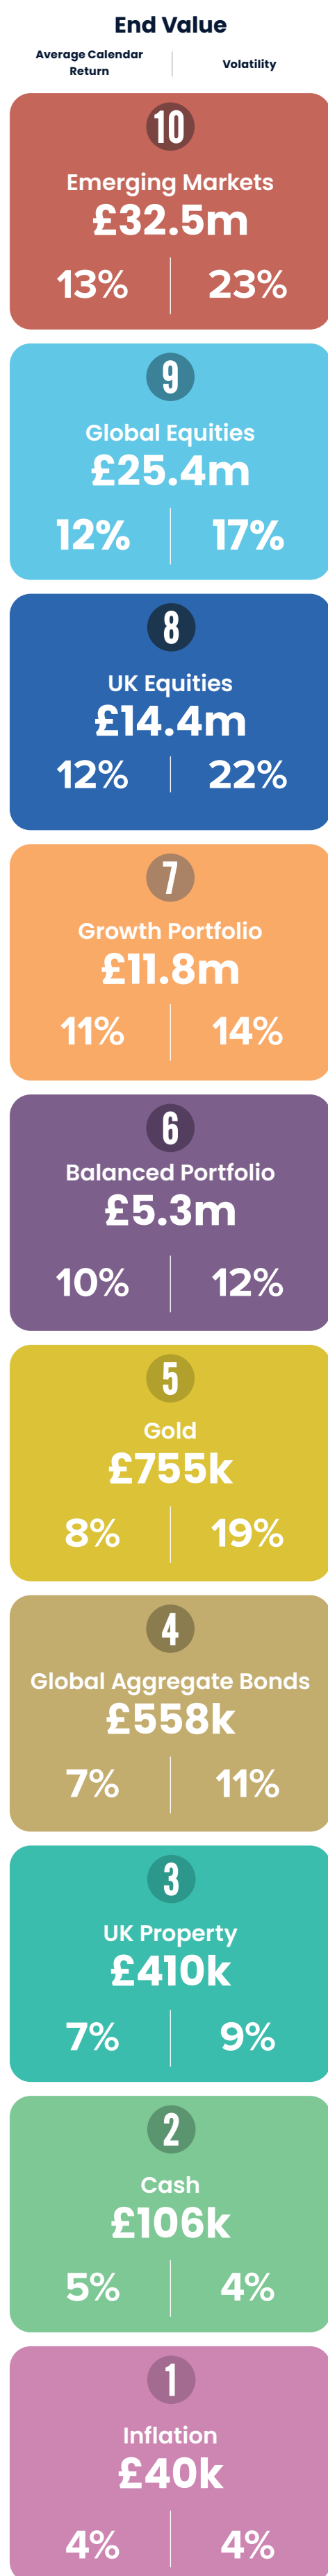 End Value
Average Calendar
Return
Volatility
10
Emerging Markets
£32.5m
13% 23%
9
Global Equities
£25.4m
12% 17%
8
UK Equities
£14.4m
12% 22%
7
Growth Portfolio
£11.8m
11% 14%
6
Balanced Portfolio
£5.3m
10% 12%
5
Gold
£755k
8% 19%
4
Global Aggregate Bonds
£558k
7% 11%
3
UK Property
£410k
7% 9%
2
Cash
£106k
5% 4%
1
Inflation
£40k
4% 4%